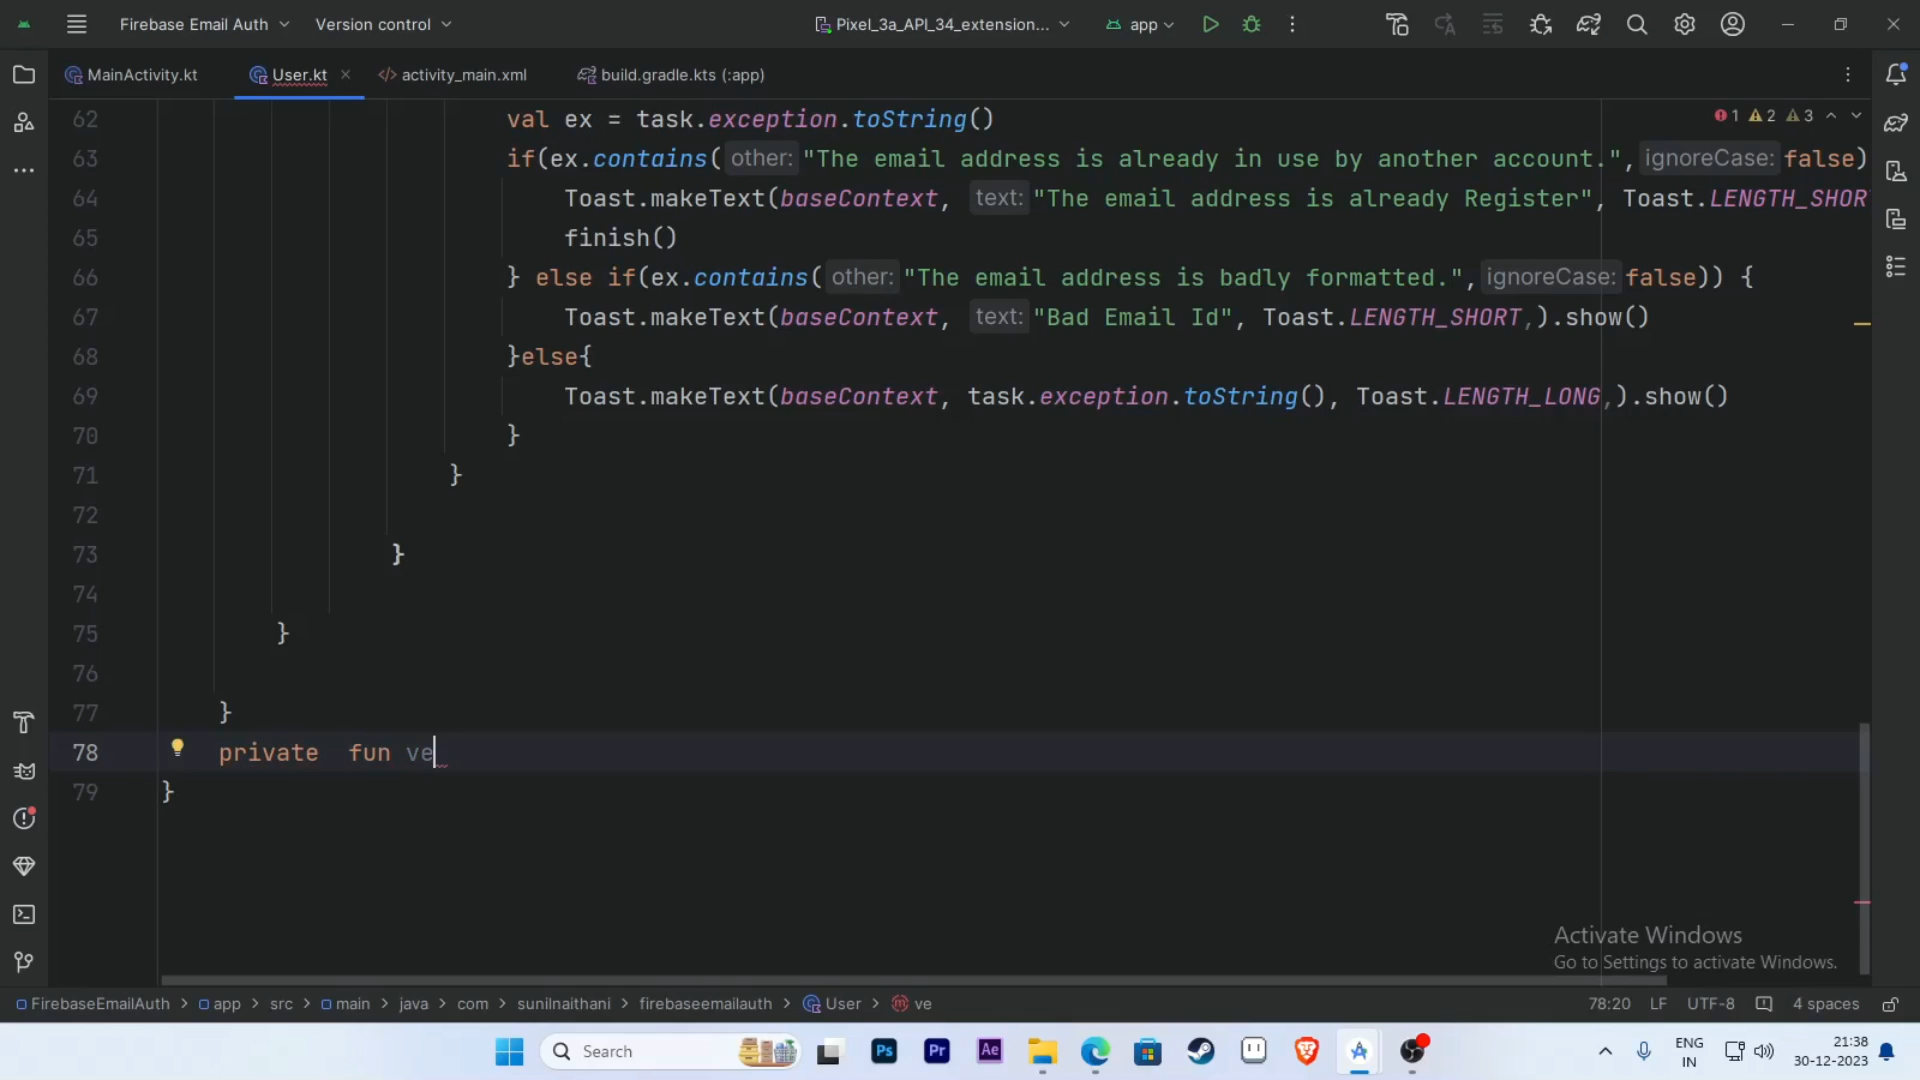 Firebase Email Auth
Version control
Pixel_3a_API_34_extension...
app
MainActivity.kt
User.kt
activity_main.xml
build.gradle.kts (:app)
1 2 3
62 val ex = task.exception.toString()
63 if(ex.contains( other: "The email address is already in use by another account.", ignoreCase: false)
64 Toast.makeText(baseContext, text: "The email address is already Register", Toast.LENGTH_SHOR
65 finish()
66 } else if(ex.contains( other: "The email address is badly formatted.", ignoreCase: false)) {
67 Toast.makeText(baseContext, text: "Bad Email Id", Toast.LENGTH_SHORT,).show()
68 }else{
69 Toast.makeText(baseContext, task.exception.toString(), Toast.LENGTH_LONG,).show()
70 }
71 }
72
73 }
74
75 }
76
77 }
78 private  fun ve
79 }
Activate Windows
Go to Settings to activate Windows.
FirebaseEmailAuth > app > src > main > java > com > sunilnaithani > firebaseemailauth > User > ve
78:20 LF UTF-8 4 spaces
Search
Ps
Pr
Ae
ENG
IN
21:38
30-12-2023